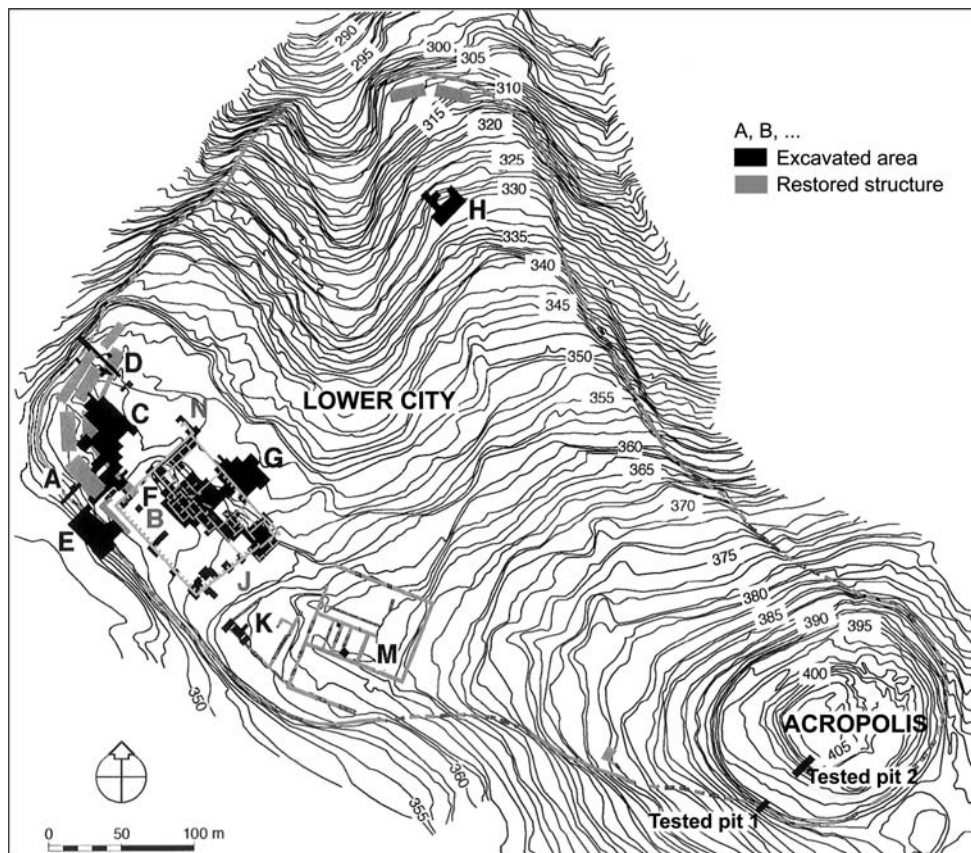 290
295
300
305
310
315
320
325
330
335
340
345
350
355
360
365
370
375
380
385
390
395
400
405
A, B, ...
Excavated area
Restored structure
H
LOWER CITY
D
C
N
G
A
F
B
E
J
K
M
ACROPOLIS
Tested pit 2
Tested pit 1
350
360
355
0 50 100 m